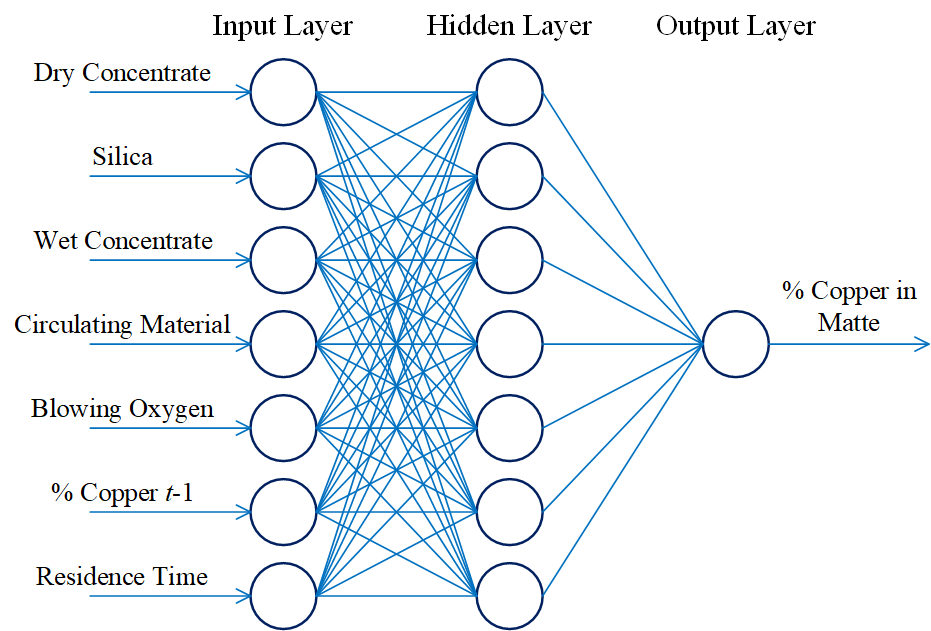 Input Layer
Hidden Layer
Output Layer
Dry Concentrate
Silica
Wet Concentrate
Circulating Material
Blowing Oxygen
% Copper t-1
Residence Time
% Copper in
Matte